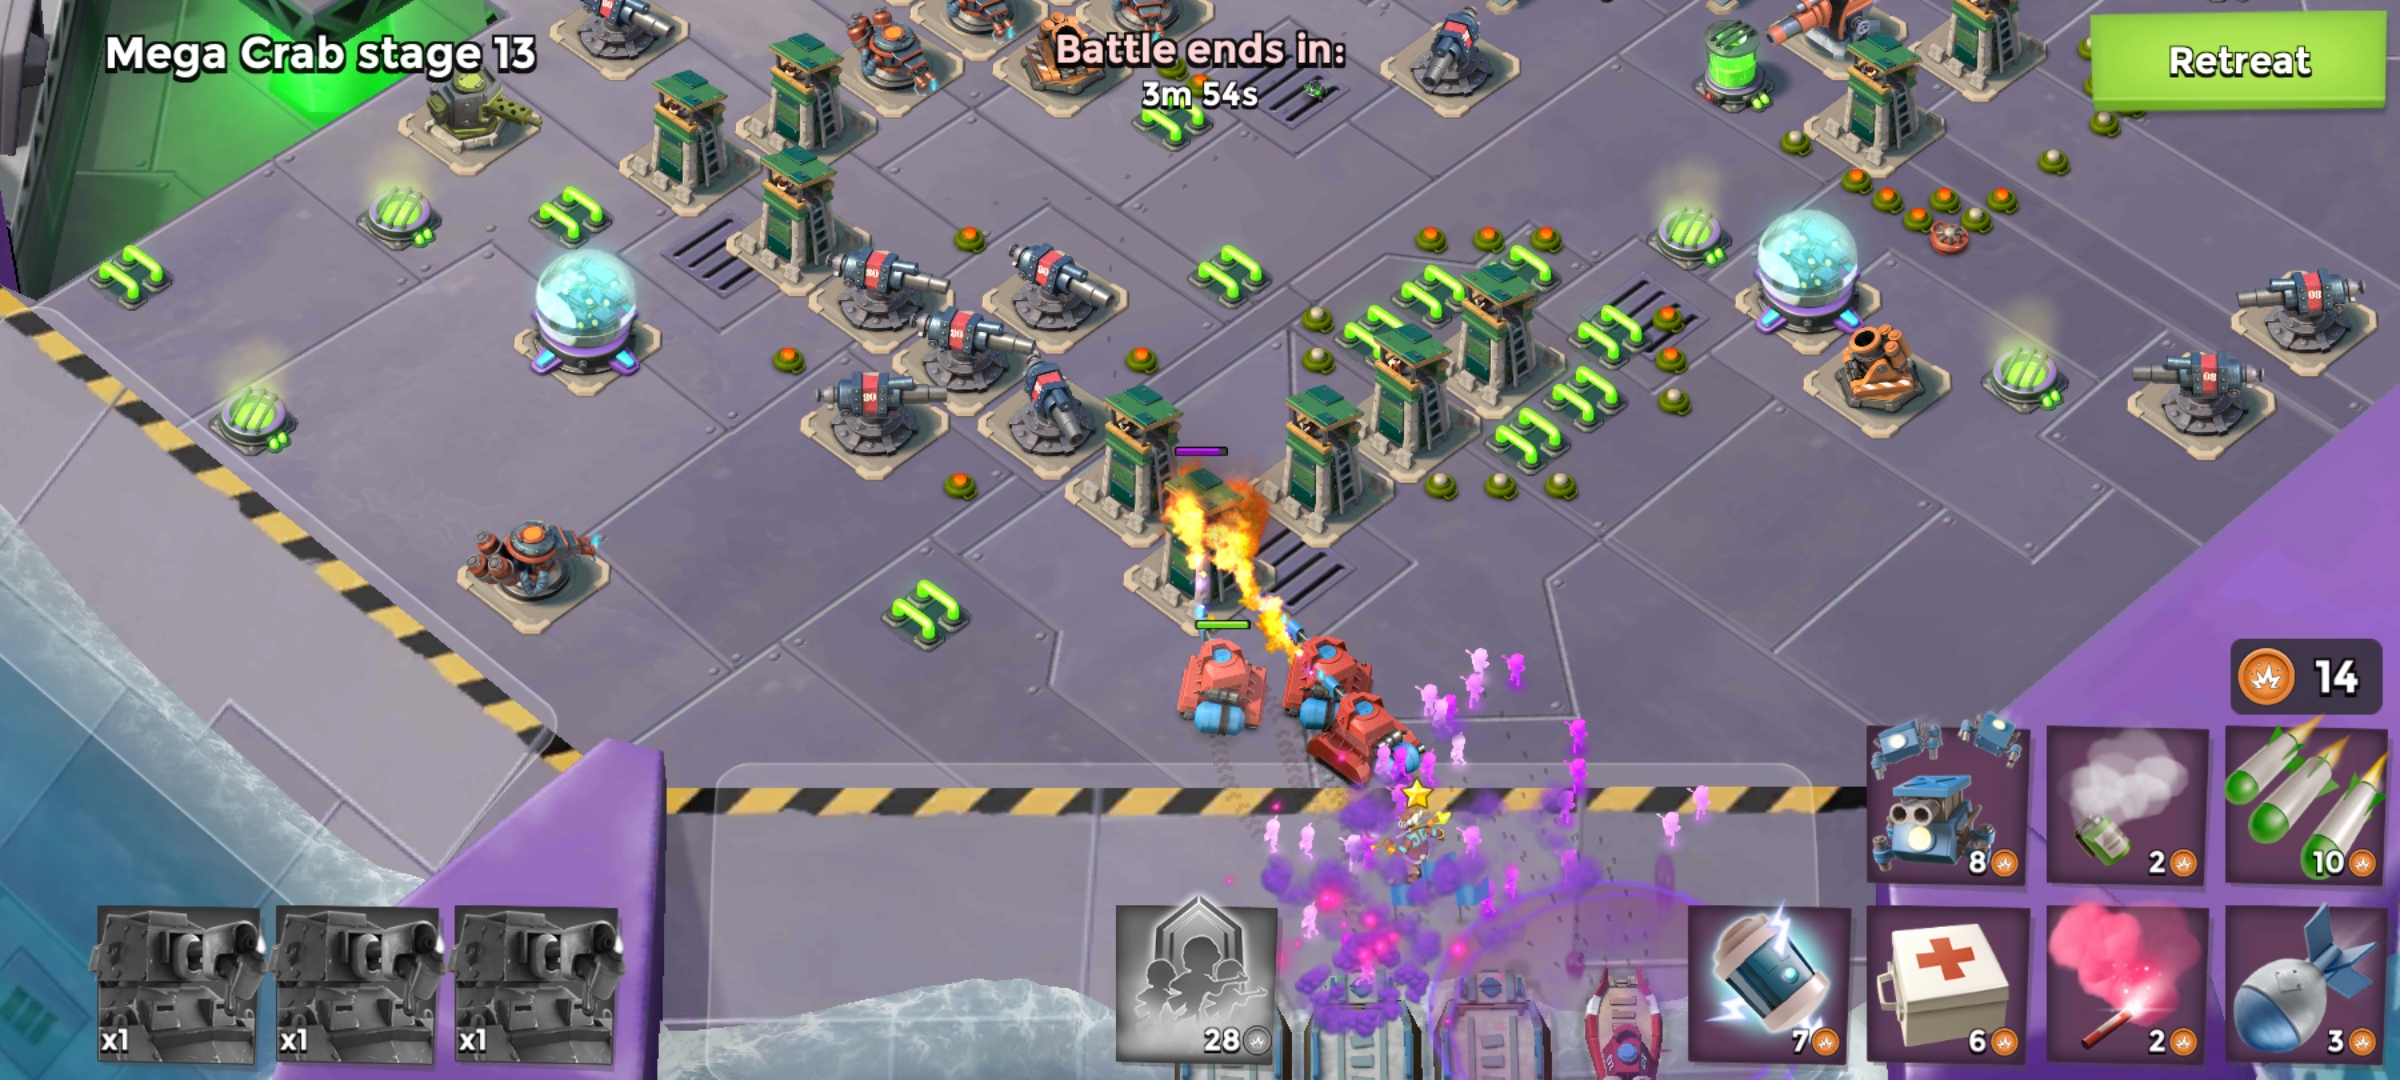 Mega Crab stage 13
Battle ends in:
3m 54s
Retreat
14
8
2
10
x1
x1
x1
28
7
6
2
3